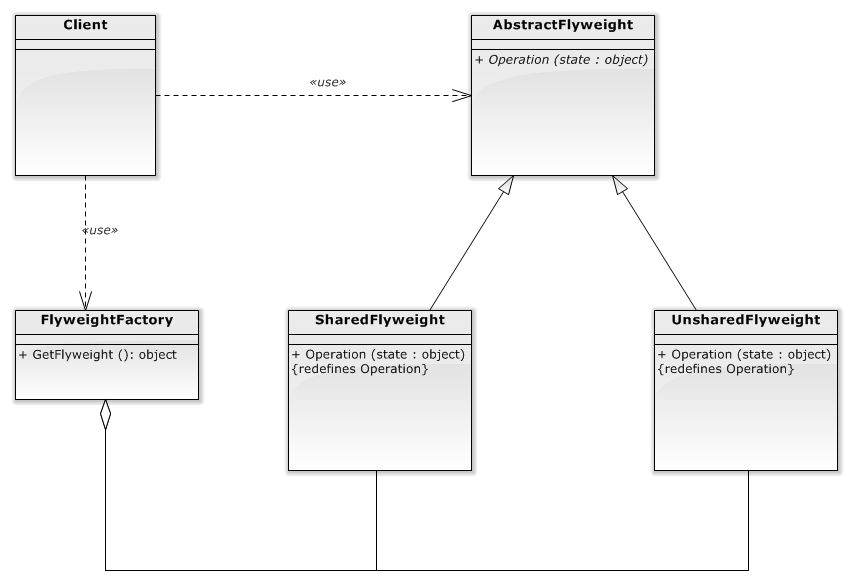 Client
AbstractFlyweight
+ Operation (state : object)
«use»
«use»
FlyweightFactory
+ GetFlyweight (): object
SharedFlyweight
+ Operation (state : object)
{redefines Operation}
UnsharedFlyweight
+ Operation (state : object)
{redefines Operation}